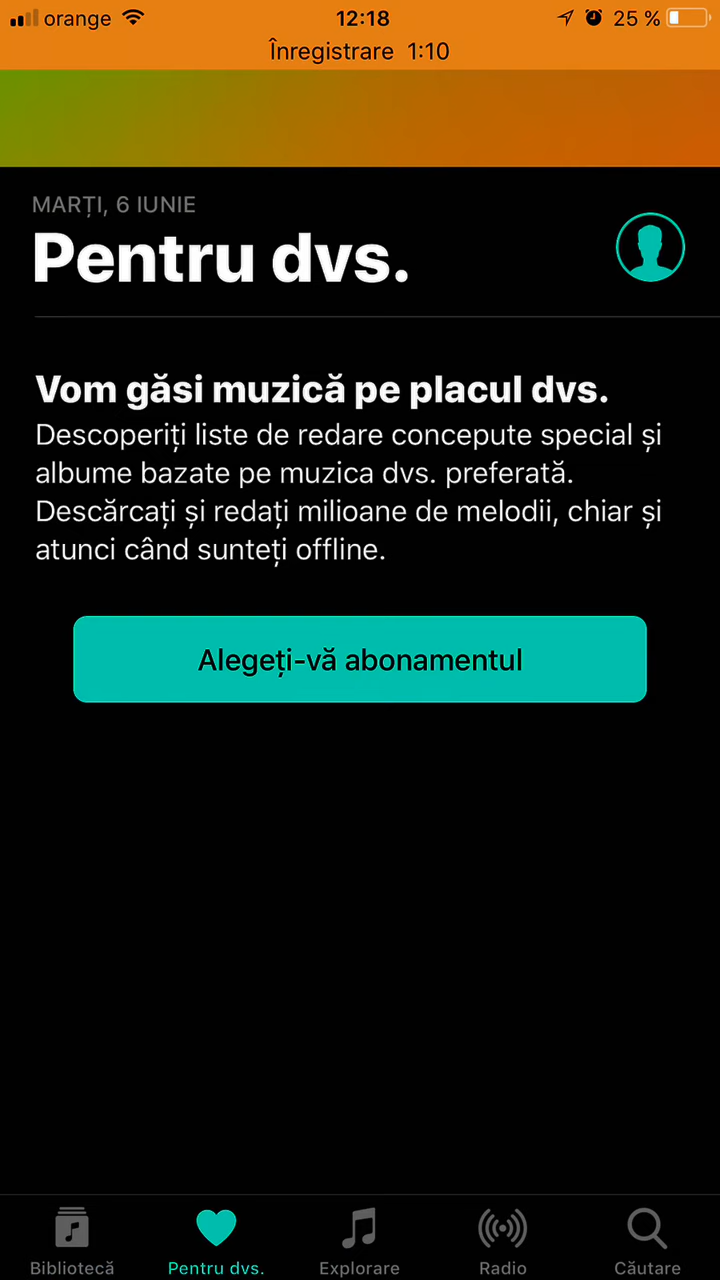 orange 12:18 25 %
Înregistrare 1:10
MARȚI, 6 IUNIE
Pentru dvs.
Vom găsi muzică pe placul dvs.
Descoperiți liste de redare concepute special și
albume bazate pe muzica dvs. preferată.
Descărcați și redați milioane de melodii, chiar și
atunci când sunteți offline.
Alegeți-vă abonamentul
Bibliotecă Pentru dvs. Explorare Radio Căutare